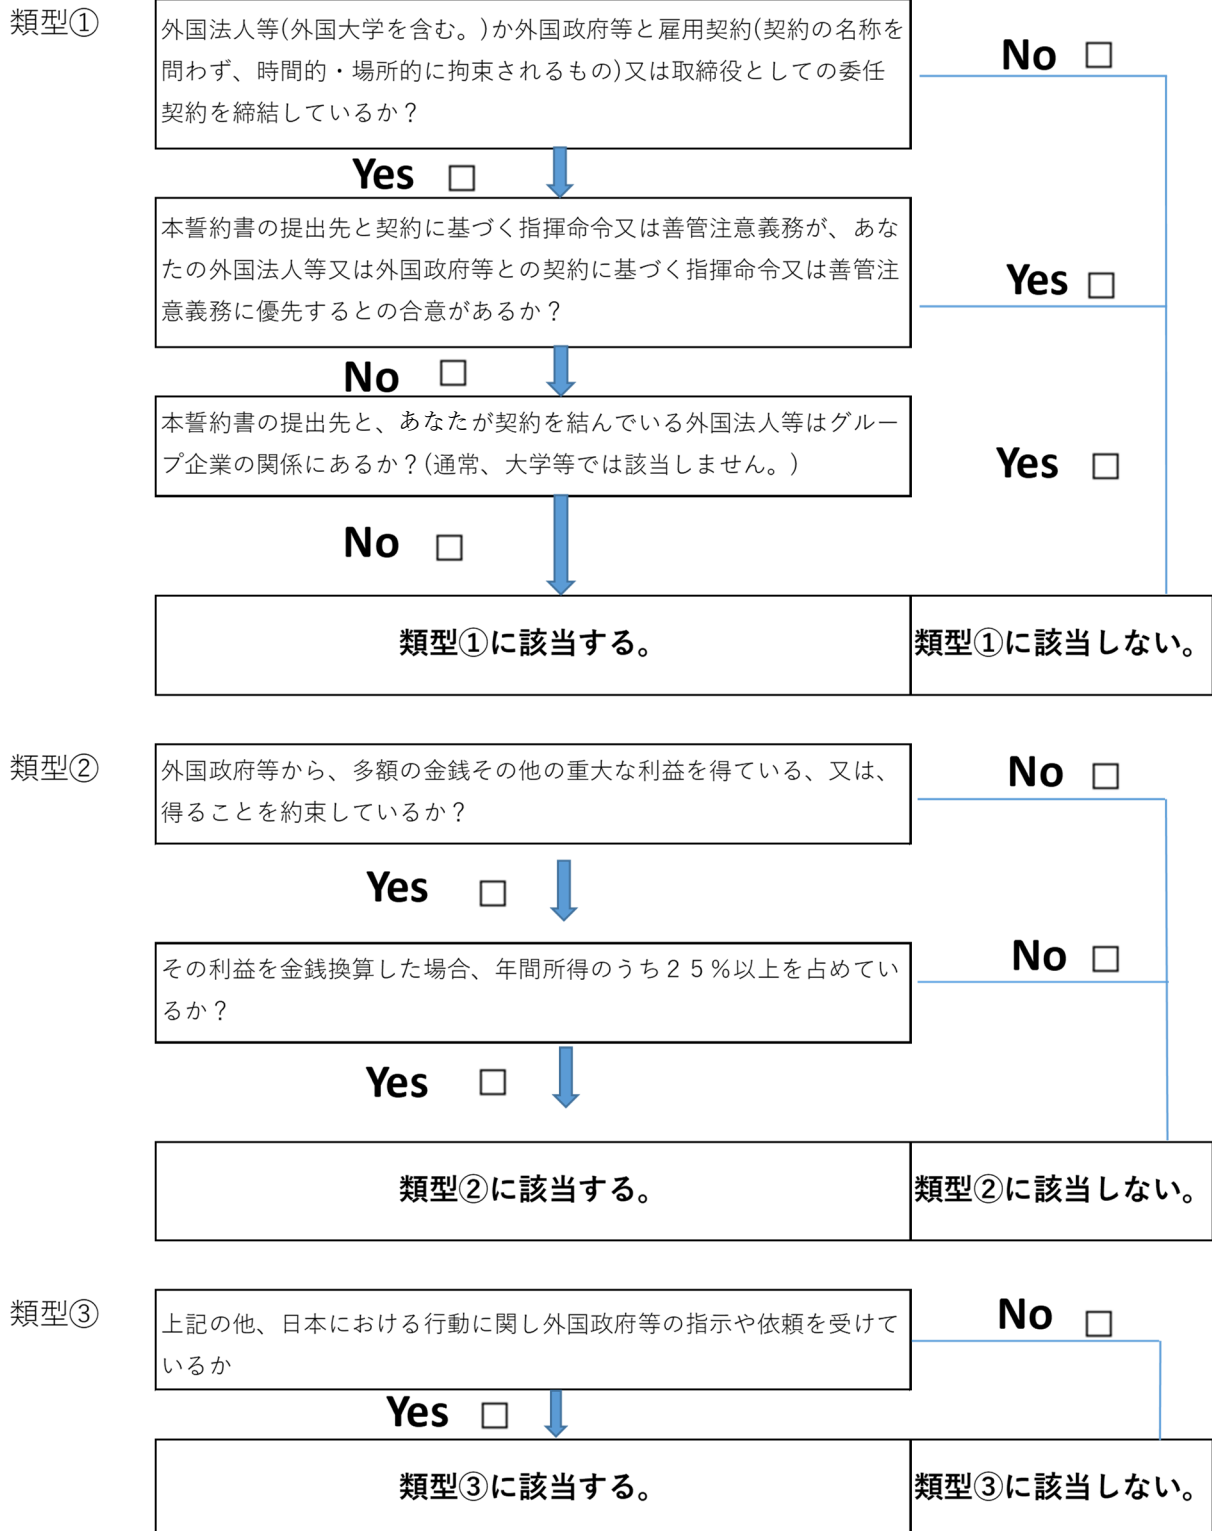 類型①
外国法人等(外国大学を含む。)か外国政府等と雇用契約(契約の名称を
問わず、時間的・場所的に拘束されるもの)又は取締役としての委任
契約を締結しているか？
No □
Yes □
本誓約書の提出先と契約に基づく指揮命令又は善管注意義務が、あな
たの外国法人等又は外国政府等との契約に基づく指揮命令又は善管注
意義務に優先するとの合意があるか？
Yes □
No □
本誓約書の提出先と、あなたが契約を結んでいる外国法人等はグルー
プ企業の関係にあるか？(通常、大学等では該当しません。)
Yes □
No □
類型①に該当する。
類型①に該当しない。
類型②
外国政府等から、多額の金銭その他の重大な利益を得ている、又は、
得ることを約束しているか？
No □
Yes □
その利益を金銭換算した場合、年間所得のうち２５％以上を占めてい
るか？
No □
Yes □
類型②に該当する。
類型②に該当しない。
類型③
上記の他、日本における行動に関し外国政府等の指示や依頼を受けて
いるか
No □
Yes □
類型③に該当する。
類型③に該当しない。